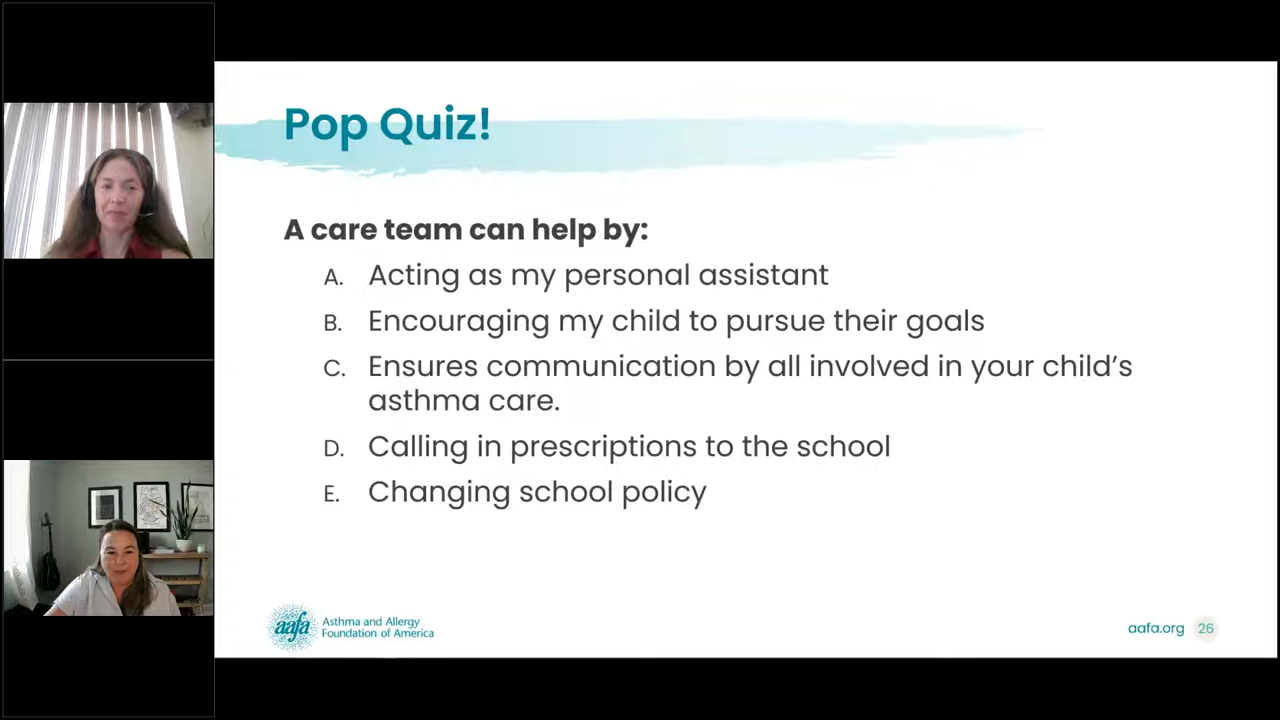 Pop Quiz!
A care team can help by:
A. Acting as my personal assistant
B. Encouraging my child to pursue their goals
C. Ensures communication by all involved in your child’s
asthma care.
D. Calling in prescriptions to the school
E. Changing school policy
aafa Asthma and Allergy
Foundation of America
aafa.org 26